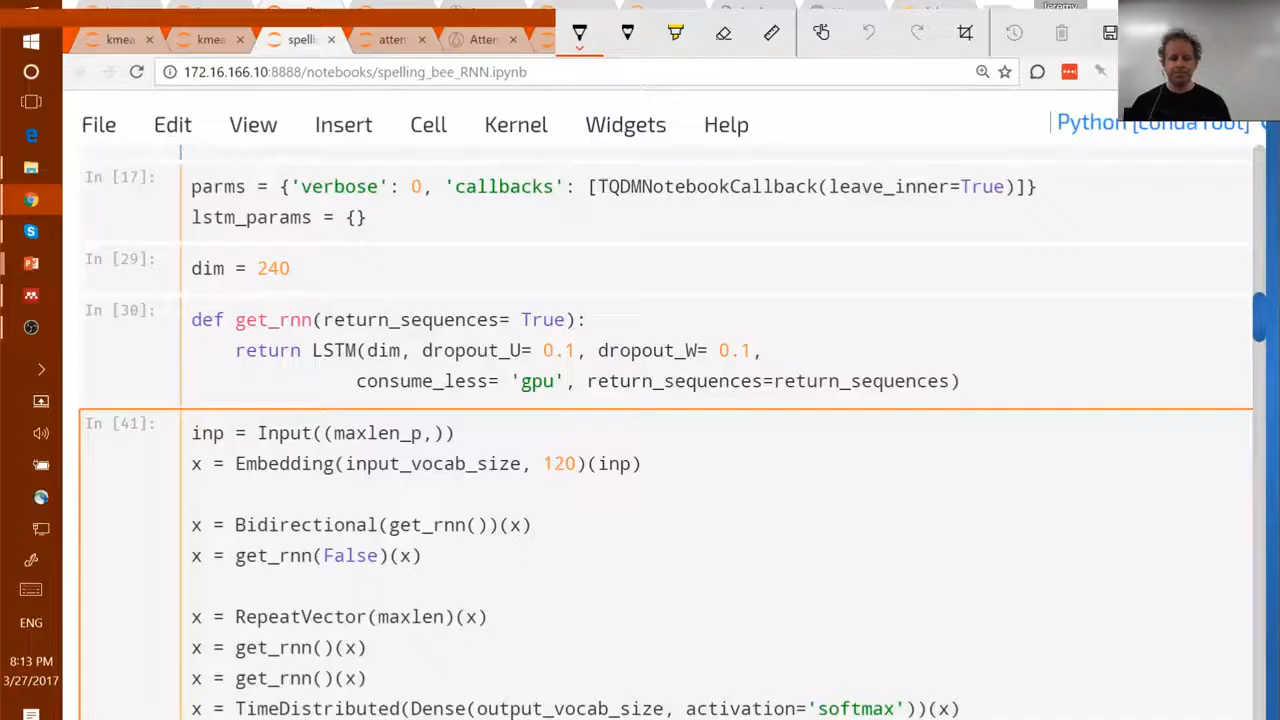 Jeremy
kmea
kmea
spelli
atten
Atten
172.16.166.10:8888/notebooks/spelling_bee_RNN.ipynb
File Edit View Insert Cell Kernel Widgets Help
Python [conda root]
In [17]:
parms = {'verbose': 0, 'callbacks': [TQDMNotebookCallback(leave_inner=True)]}
lstm_params = {}
In [29]:
dim = 240
In [30]:
def get_rnn(return_sequences= True):
return LSTM(dim, dropout_U= 0.1, dropout_W= 0.1,
consume_less= 'gpu', return_sequences=return_sequences)
In [41]:
inp = Input((maxlen_p,))
x = Embedding(input_vocab_size, 120)(inp)
x = Bidirectional(get_rnn())(x)
x = get_rnn(False)(x)
x = RepeatVector(maxlen)(x)
x = get_rnn()(x)
x = get_rnn()(x)
x = TimeDistributed(Dense(output_vocab_size, activation='softmax'))(x)
ENG
8:13 PM
3/27/2017